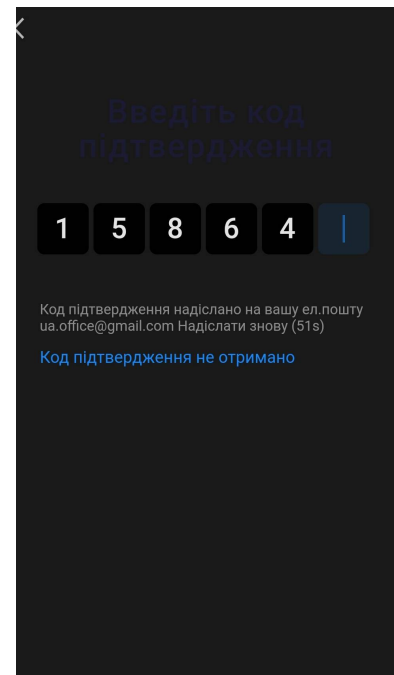 Введіть код
підтвердження
1 5 8 6 4
Код підтвердження надіслано на вашу ел.пошту
ua.office@gmail.com Надіслати знову (51s)
Код підтвердження не отримано